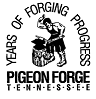 YEARS OF FORGING PROGRESS
PIGEON FORGE
TENNESSEE